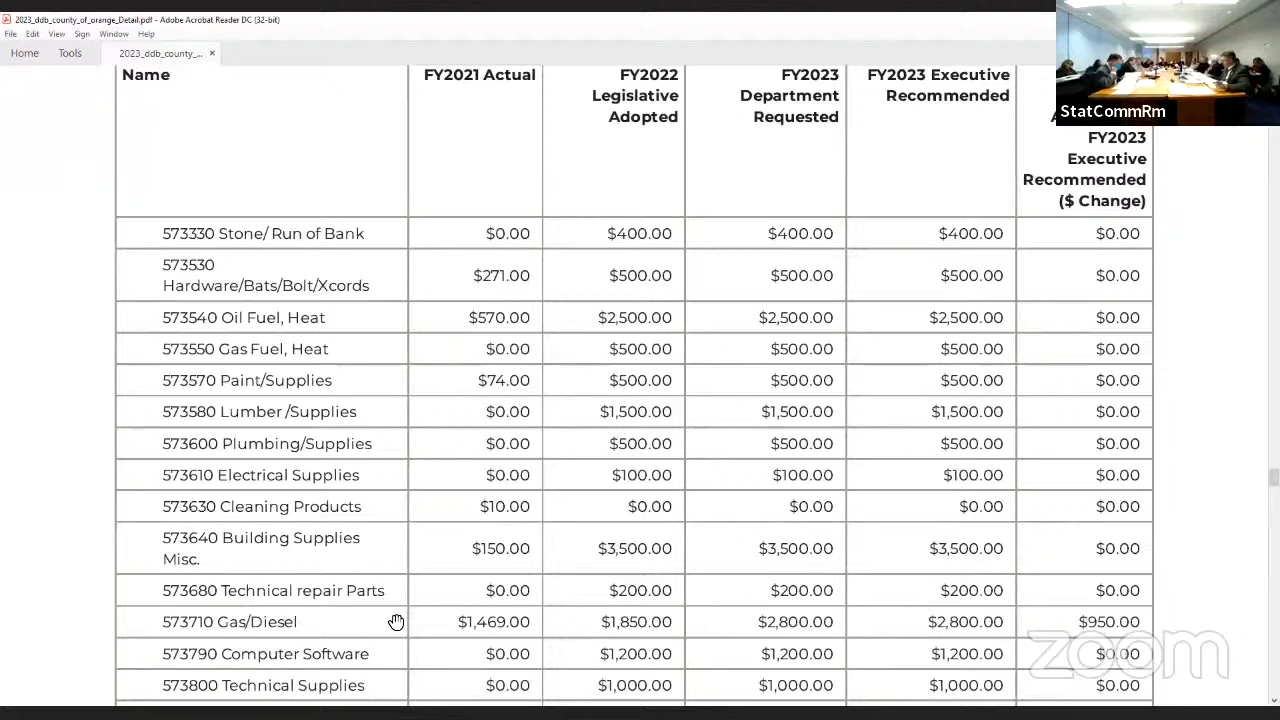 2023_ddb_county_of_orange_Detail.pdf - Adobe Acrobat Reader DC (32-bit)
File Edit View Sign Window Help
Home Tools 2023_ddb_county_... ×
StatCommRm
Name FY2021 Actual FY2022 FY2023 FY2023 Executive
Legislative Department Recommended
Adopted Requested
FY2023
Executive
Recommended
($ Change)
573330 Stone/ Run of Bank $0.00 $400.00 $400.00 $400.00 $0.00
573530
Hardware/Bats/Bolt/Xcords $271.00 $500.00 $500.00 $500.00 $0.00
573540 Oil Fuel, Heat $570.00 $2,500.00 $2,500.00 $2,500.00 $0.00
573550 Gas Fuel, Heat $0.00 $500.00 $500.00 $500.00 $0.00
573570 Paint/Supplies $74.00 $500.00 $500.00 $500.00 $0.00
573580 Lumber /Supplies $0.00 $1,500.00 $1,500.00 $1,500.00 $0.00
573600 Plumbing/Supplies $0.00 $500.00 $500.00 $500.00 $0.00
573610 Electrical Supplies $0.00 $100.00 $100.00 $100.00 $0.00
573630 Cleaning Products $10.00 $0.00 $0.00 $0.00 $0.00
573640 Building Supplies
Misc. $150.00 $3,500.00 $3,500.00 $3,500.00 $0.00
573680 Technical repair Parts $0.00 $200.00 $200.00 $200.00 $0.00
573710 Gas/Diesel $1,469.00 $1,850.00 $2,800.00 $2,800.00 $950.00
573790 Computer Software $0.00 $1,200.00 $1,200.00 $1,200.00 $0.00
573800 Technical Supplies $0.00 $1,000.00 $1,000.00 $1,000.00 $0.00
zoom